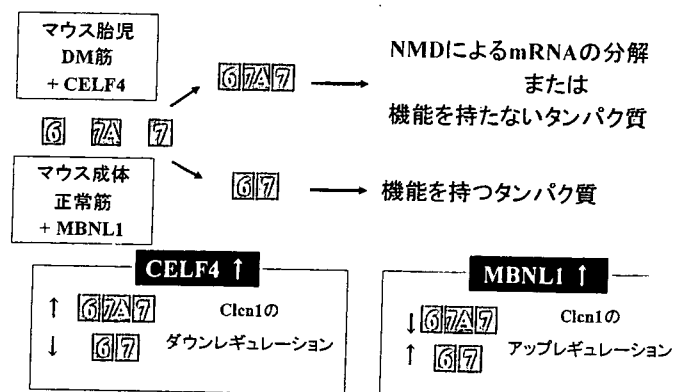 マウス胎児
DM筋
+ CELF4
6 7A 7
マウス成体
正常筋
+ MBNL1
6 7A 7
NMDによるmRNAの分解
または
機能を持たないタンパク質
6 7
機能を持つタンパク質
CELF4 ↑
↑ 6 7A 7
↓ 6 7
Clcn1の
ダウンレギュレーション
MBNL1 ↑
↓ 6 7A 7
↑ 6 7
Clcn1の
アップレギュレーション